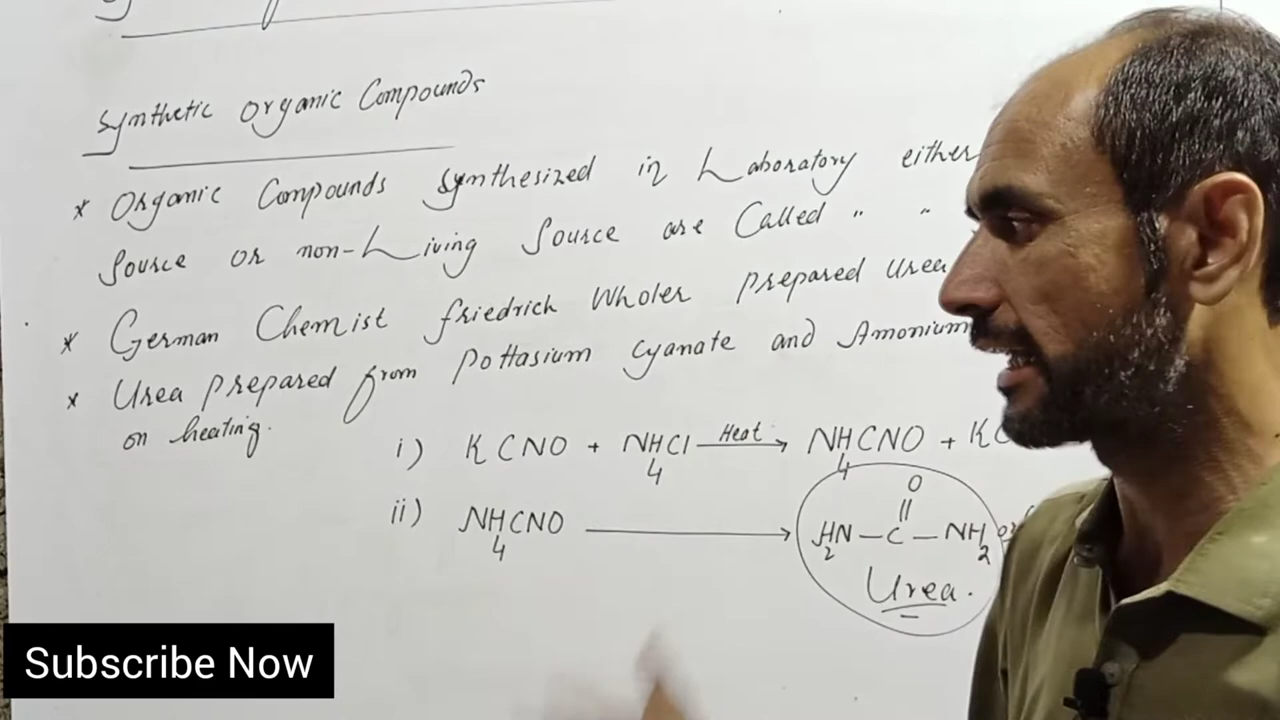 Synthetic Organic Compounds
* Organic Compounds synthesized in Laboratory either
Source or non-Living Source are Called " "
* German Chemist friedrich Wholer prepared Urea
* Urea prepared from Pottasium Cyanate and Amonium
on heating.
i) KCNO + NH4Cl Heat → NH4CNO + KC
ii) NH4CNO → H2N – C – NH2 or
O
||
Urea.
Subscribe Now